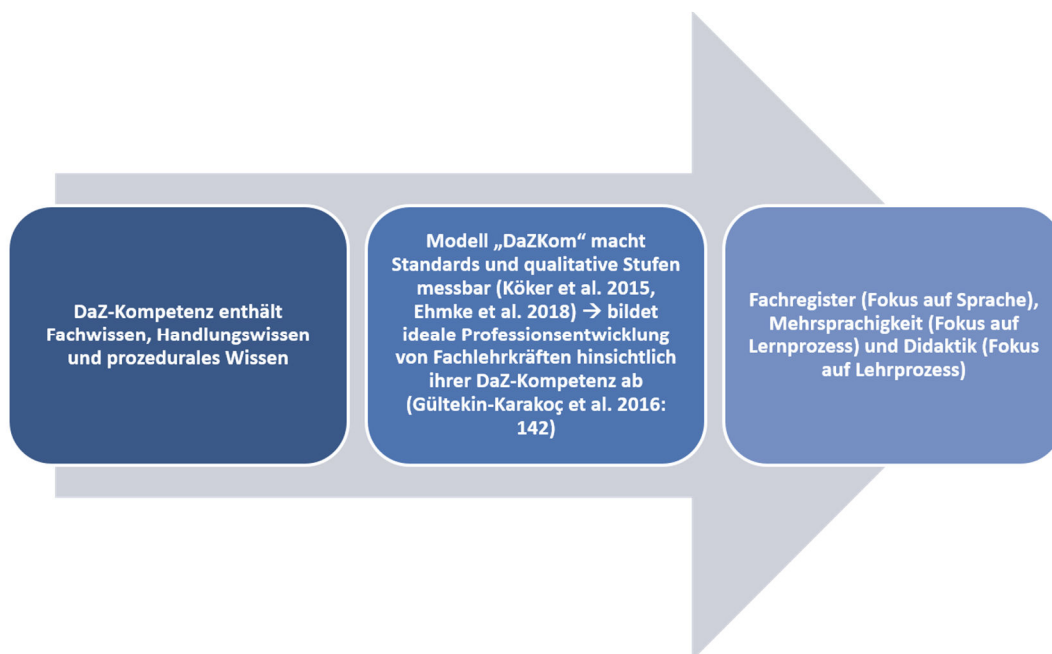 DaZ-Kompetenz enthält
Fachwissen, Handlungswissen
und prozedurales Wissen
Modell „DaZKom“ macht
Standards und qualitative Stufen
messbar (Köker et al. 2015,
Ehmke et al. 2018) → bildet
ideale Professionsentwicklung
von Fachlehrkräften hinsichtlich
ihrer DaZ-Kompetenz ab
(Gültekin-Karakoç et al. 2016:
142)
Fachregister (Fokus auf Sprache),
Mehrsprachigkeit (Fokus auf
Lernprozess) und Didaktik (Fokus
auf Lehrprozess)